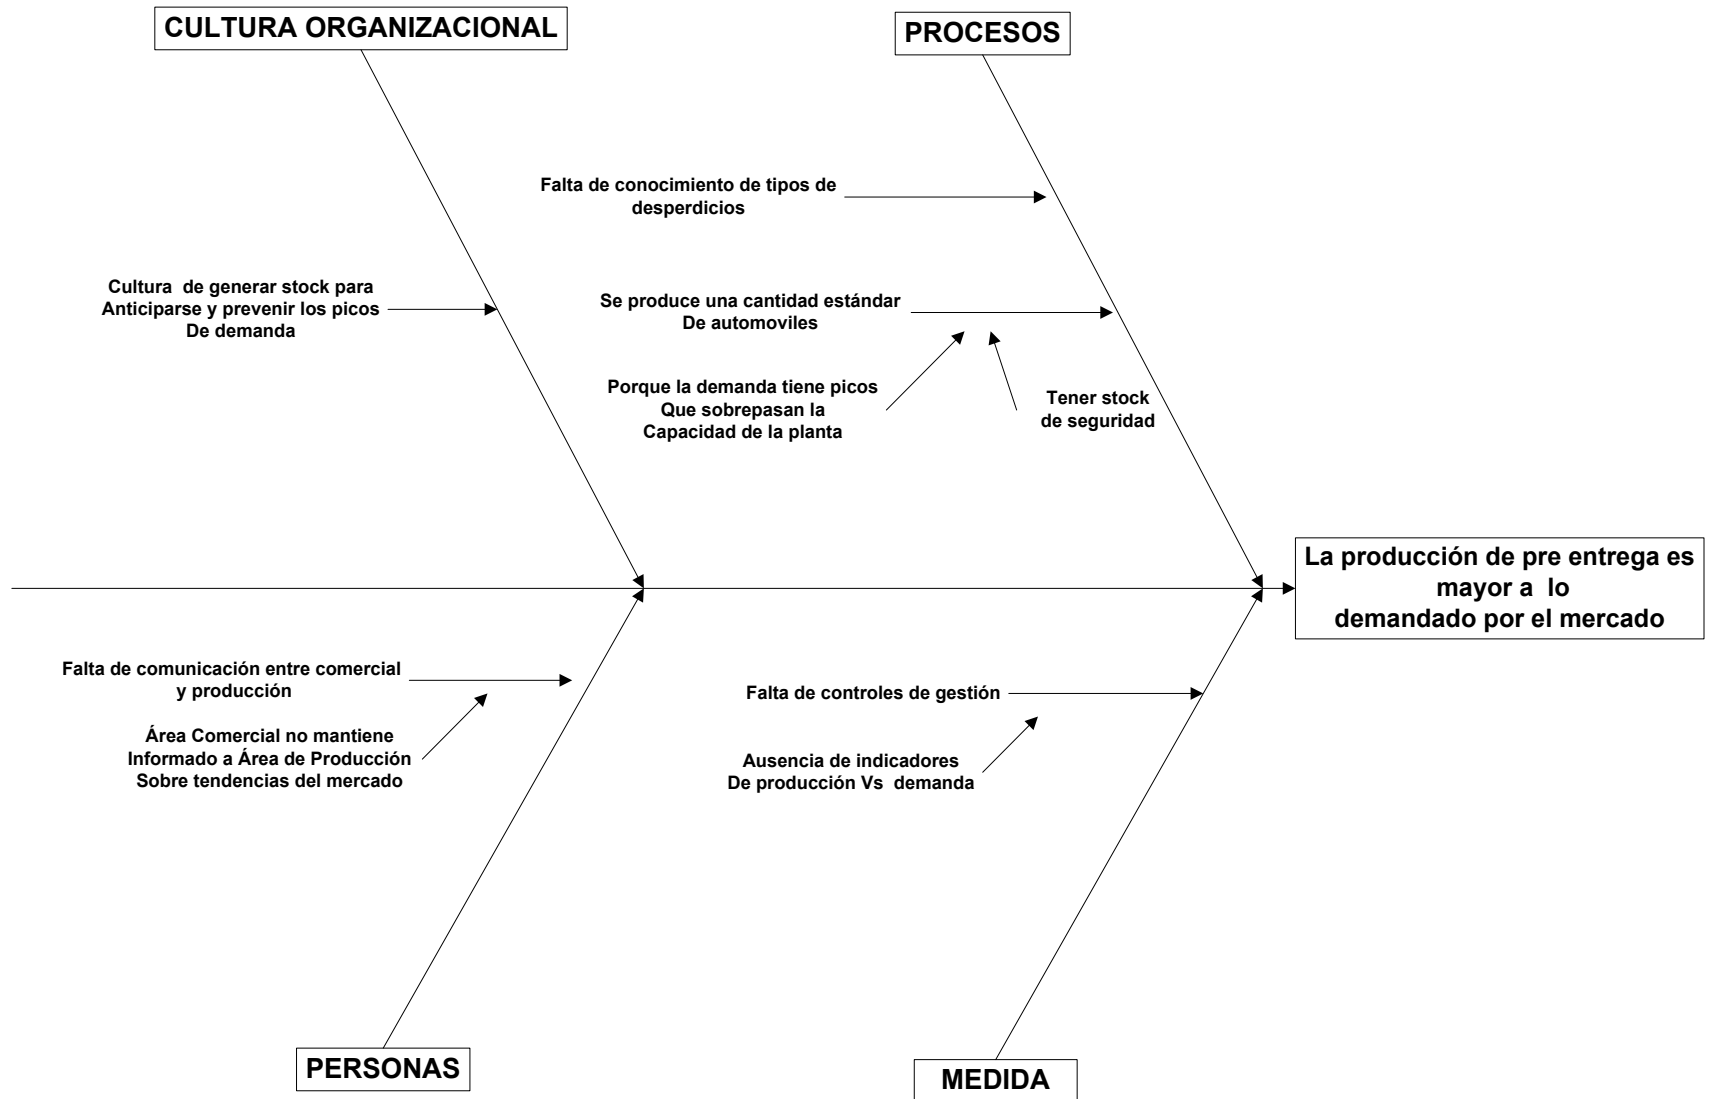 CULTURA ORGANIZACIONAL
PROCESOS
Falta de conocimiento de tipos de
desperdicios
Cultura  de generar stock para
Anticiparse y prevenir los picos
De demanda
Se produce una cantidad estándar
De automoviles
Porque la demanda tiene picos
Que sobrepasan la
Capacidad de la planta
Tener stock
de seguridad
La producción de pre entrega es
mayor a  lo
demandado por el mercado
Falta de comunicación entre comercial
y producción
Área Comercial no mantiene
Informado a Área de Producción
Sobre tendencias del mercado
Falta de controles de gestión
Ausencia de indicadores
De producción Vs  demanda
PERSONAS
MEDIDA